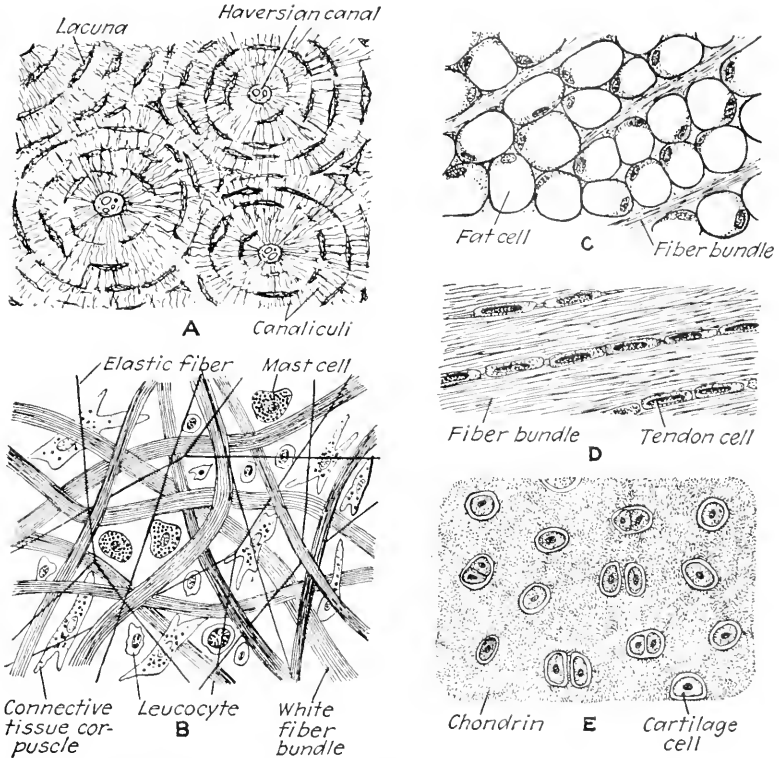 Haversian canal
Lacuna
A
Canaliculi
Fat cell
C
Fiber bundle
Fiber bundle
Tendon cell
D
Elastic fiber
Mast cell
Connective
tissue cor-
puscle
Leucocyte
B
White
fiber
bundle
Chondrin
E
Cartilage
cell